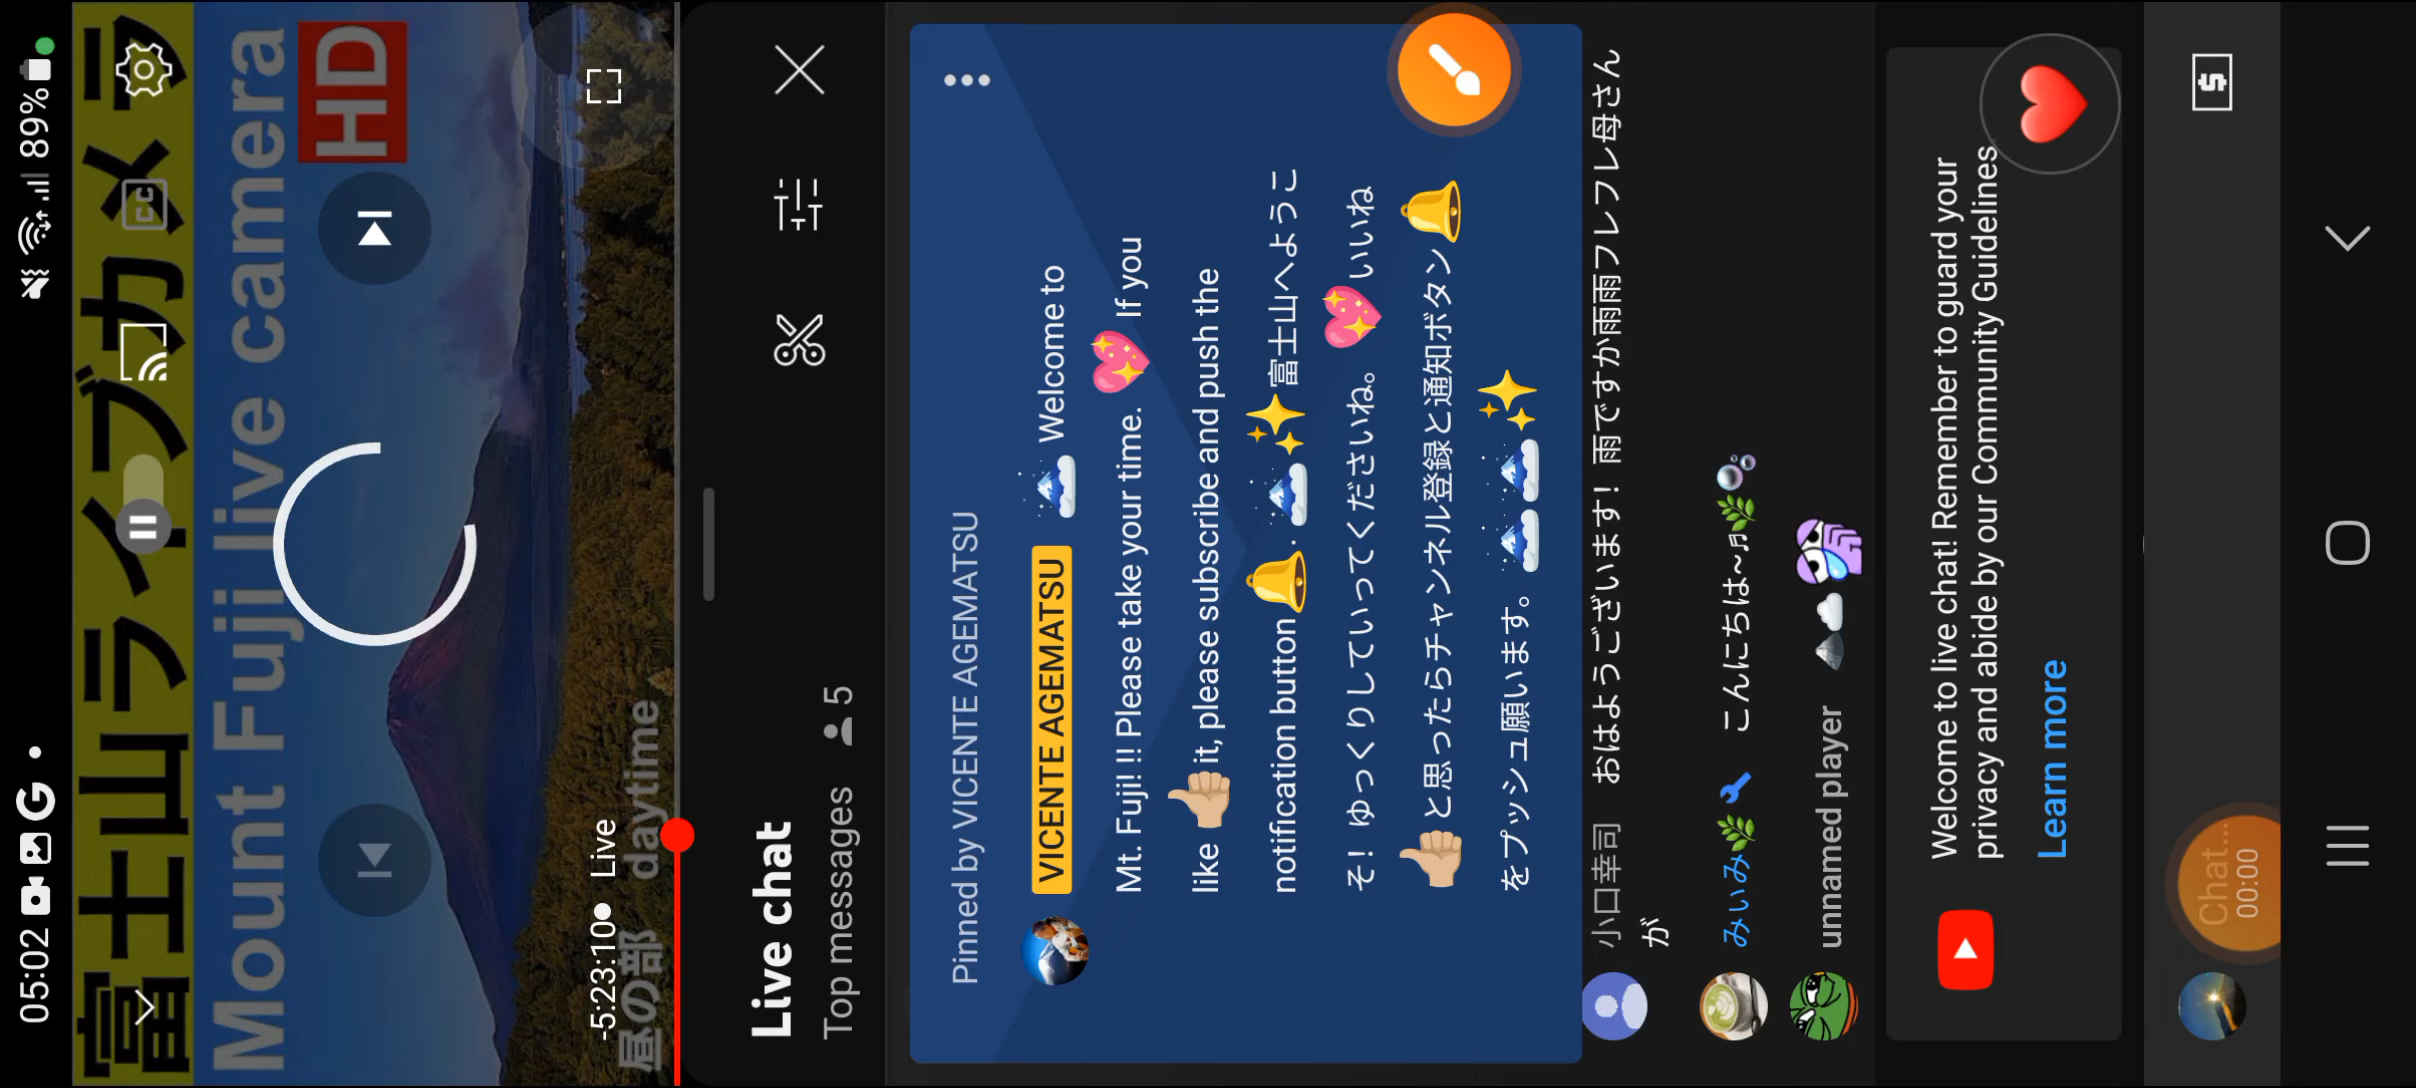 05:02
89%
富士山ライブカメラ
Mount Fuji live camera
HD
CC
-5:23:10
Live
昼の部 daytime
Live chat
Top messages 5
Pinned by VICENTE AGEMATSU
VICENTE AGEMATSU 🗻 Welcome to
Mt. Fuji! !!! Please take your time. 💖 If you
like 👍🏼 it, please subscribe and push the
notification button 🔔. 🗻✨富士山へようこ
そ！ゆっくりしていってくださいね。💖いいね
👍🏼と思ったらチャンネル登録と通知ボタン🔔
をプッシュ願います。🗻🗻✨
小口幸司 おはようございます！雨ですか雨雨フレフレ母さん
が
みぃみ🌿🔧 こんにちは~♬🌿🫧
unnamed player
Welcome to live chat! Remember to guard your
privacy and abide by our Community Guidelines
Learn more
Chat...
00:00